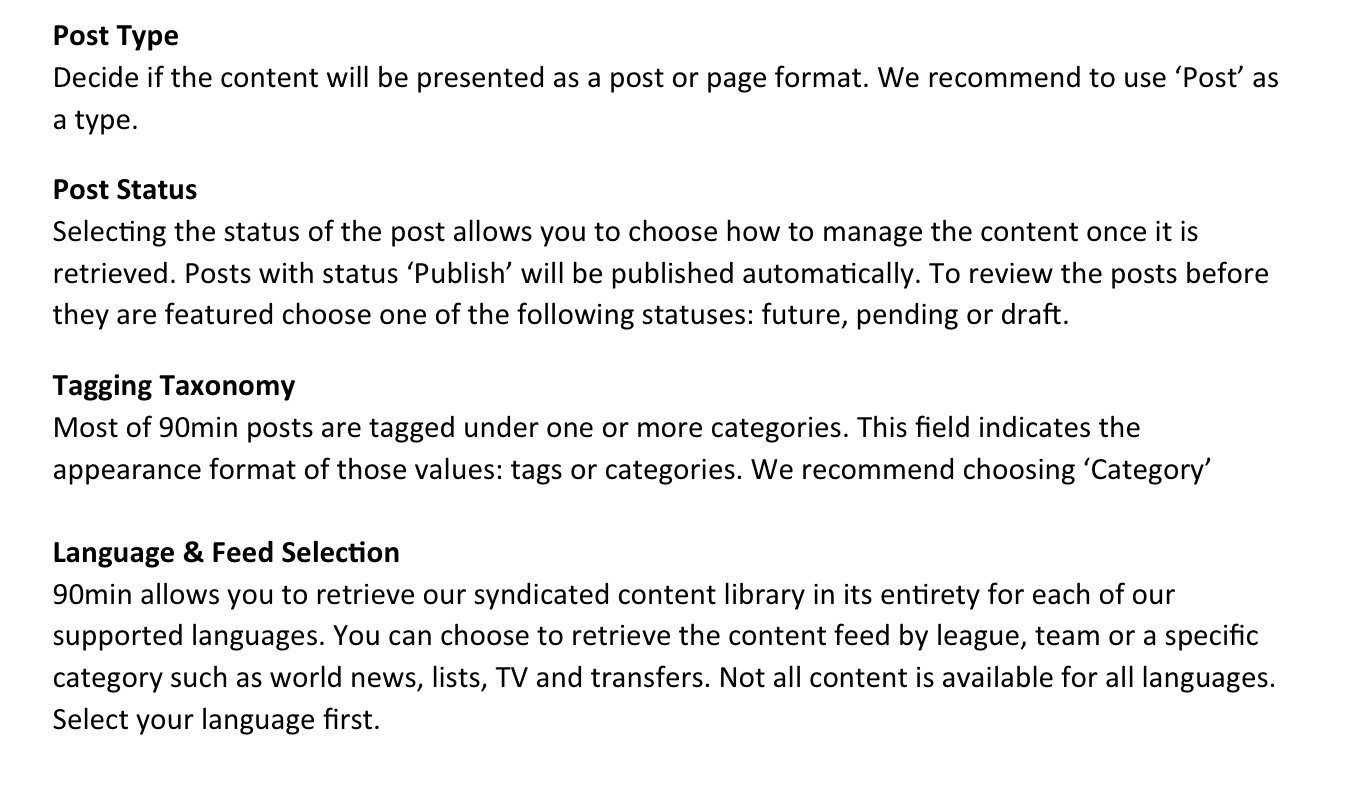 Post Type
Decide if the content will be presented as a post or page format. We recommend to use ‘Post’ as
a type.
Post Status
Selecting the status of the post allows you to choose how to manage the content once it is
retrieved. Posts with status ‘Publish’ will be published automatically. To review the posts before
they are featured choose one of the following statuses: future, pending or draft.
Tagging Taxonomy
Most of 90min posts are tagged under one or more categories. This field indicates the
appearance format of those values: tags or categories. We recommend choosing ‘Category’
Language & Feed Selection
90min allows you to retrieve our syndicated content library in its entirety for each of our
supported languages. You can choose to retrieve the content feed by league, team or a specific
category such as world news, lists, TV and transfers. Not all content is available for all languages.
Select your language first.